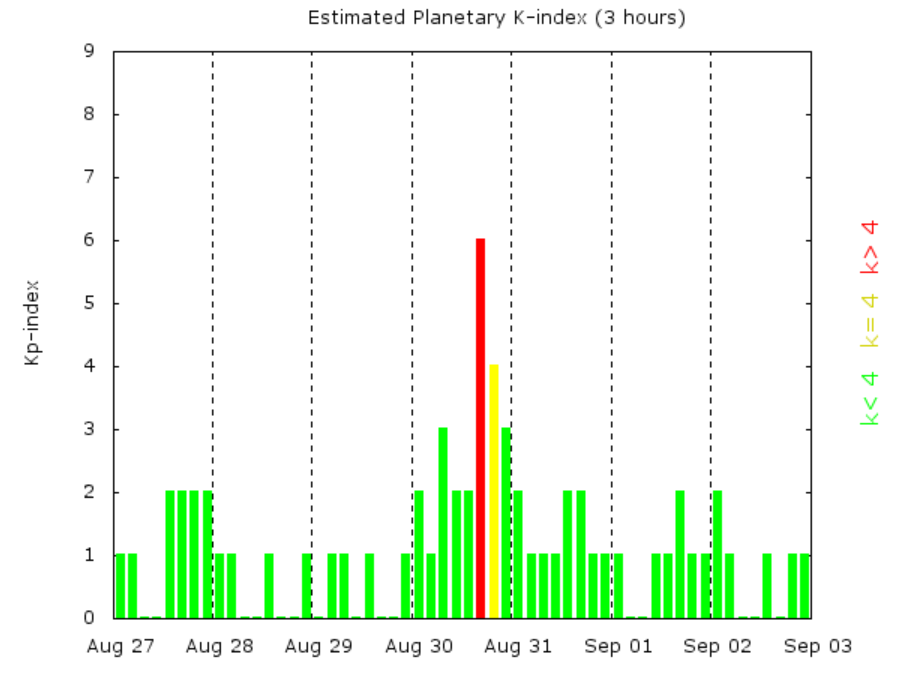 Estimated Planetary K-index (3 hours)
9
8
7
6
5
4
3
2
1
0
Kp-index
Aug 27 Aug 28 Aug 29 Aug 30 Aug 31 Sep 01 Sep 02 Sep 03
k< 4 k= 4 k> 4